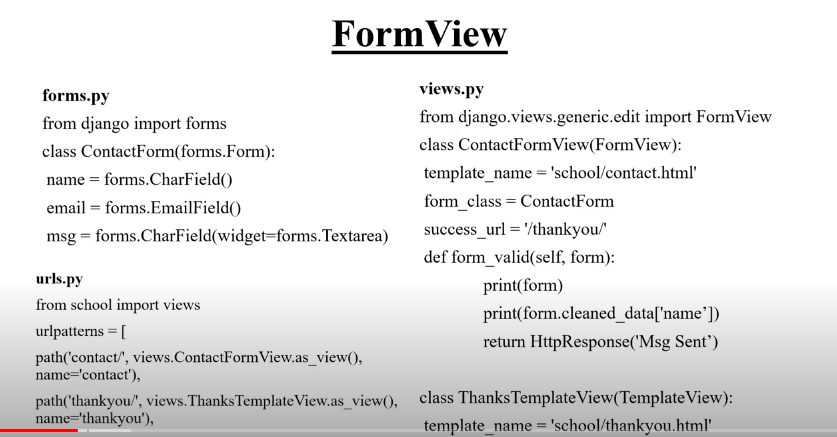 FormView
forms.py
from django import forms
class ContactForm(forms.Form):
name = forms.CharField()
email = forms.EmailField()
msg = forms.CharField(widget=forms.Textarea)
urls.py
from school import views
urlpatterns = [
path('contact/', views.ContactFormView.as_view(),
name='contact'),
path('thankyou/', views.ThanksTemplateView.as_view(),
name='thankyou'),
views.py
from django.views.generic.edit import FormView
class ContactFormView(FormView):
template_name = 'school/contact.html'
form_class = ContactForm
success_url = '/thankyou/'
def form_valid(self, form):
print(form)
print(form.cleaned_data['name’])
return HttpResponse('Msg Sent’)
class ThanksTemplateView(TemplateView):
template_name = 'school/thankyou.html'